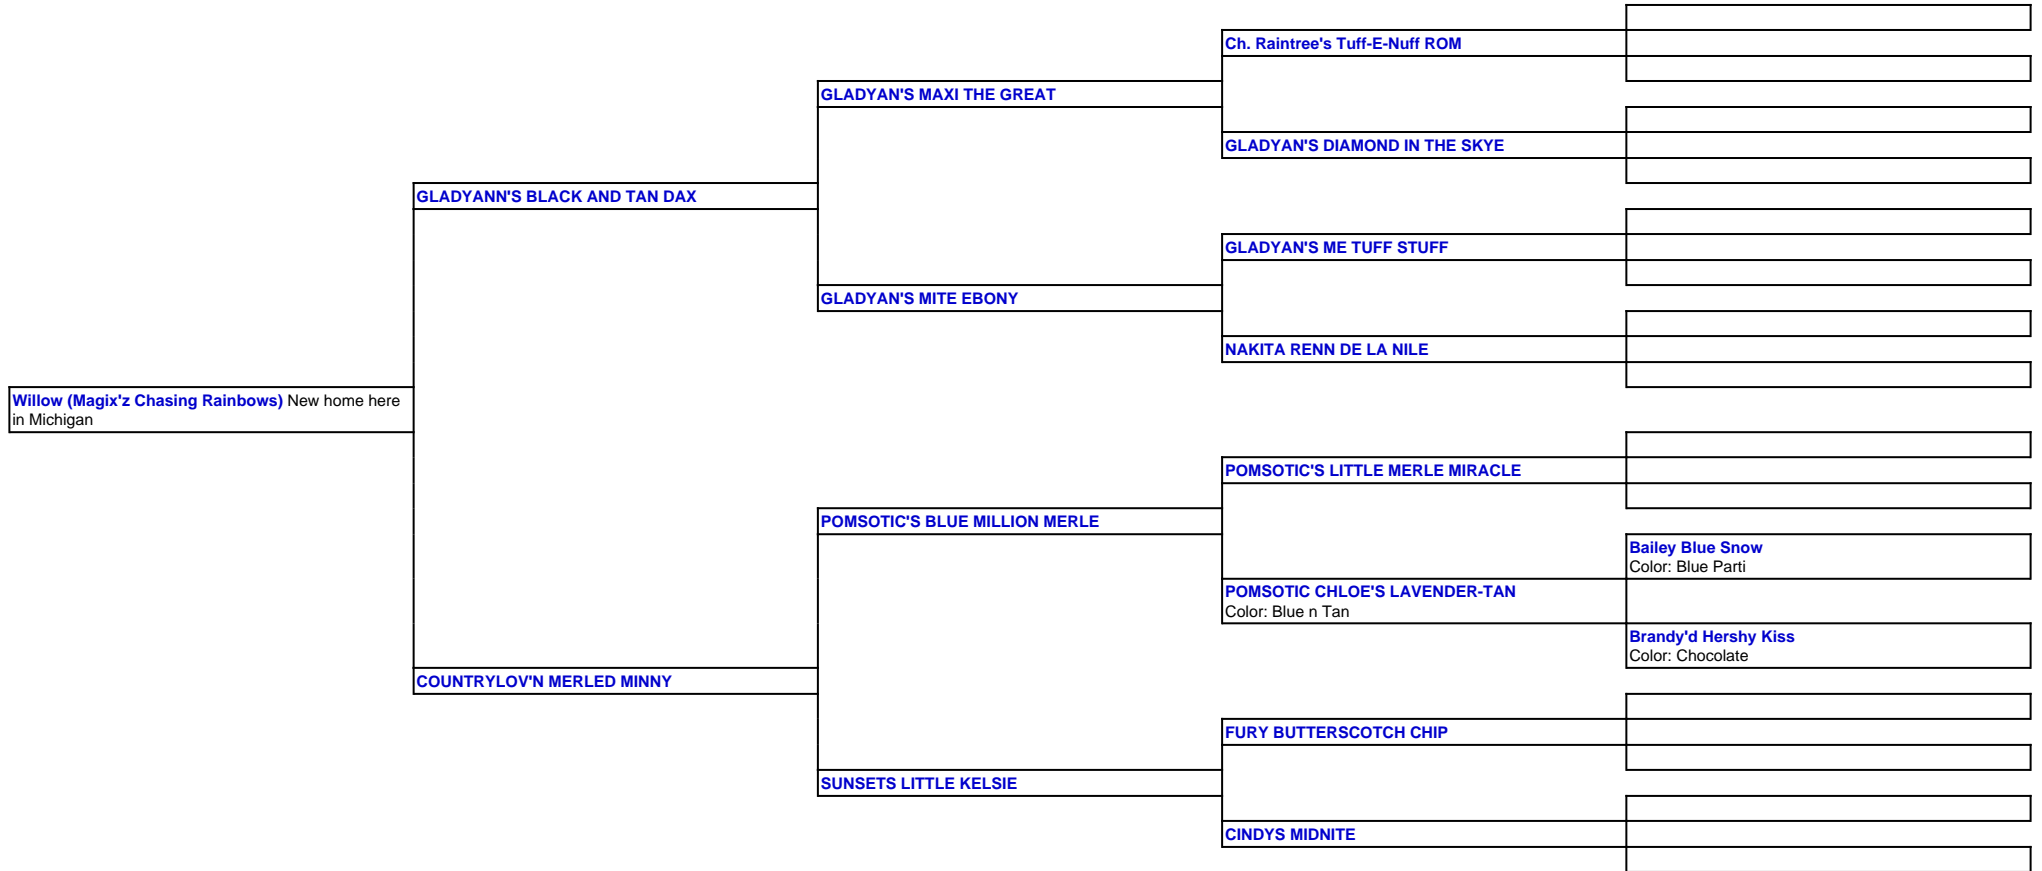 Ch. Raintree's Tuff-E-Nuff ROM
GLADYAN'S MAXI THE GREAT
GLADYAN'S DIAMOND IN THE SKYE
GLADYANN'S BLACK AND TAN DAX
GLADYAN'S ME TUFF STUFF
GLADYAN'S MITE EBONY
NAKITA RENN DE LA NILE
Willow (Magix'z Chasing Rainbows) New home here
in Michigan
POMSOTIC'S LITTLE MERLE MIRACLE
POMSOTIC'S BLUE MILLION MERLE
Bailey Blue Snow
Color: Blue Parti
POMSOTIC CHLOE'S LAVENDER-TAN
Color: Blue n Tan
Brandy'd Hershy Kiss
Color: Chocolate
COUNTRYLOV'N MERLED MINNY
FURY BUTTERSCOTCH CHIP
SUNSETS LITTLE KELSIE
CINDYS MIDNITE